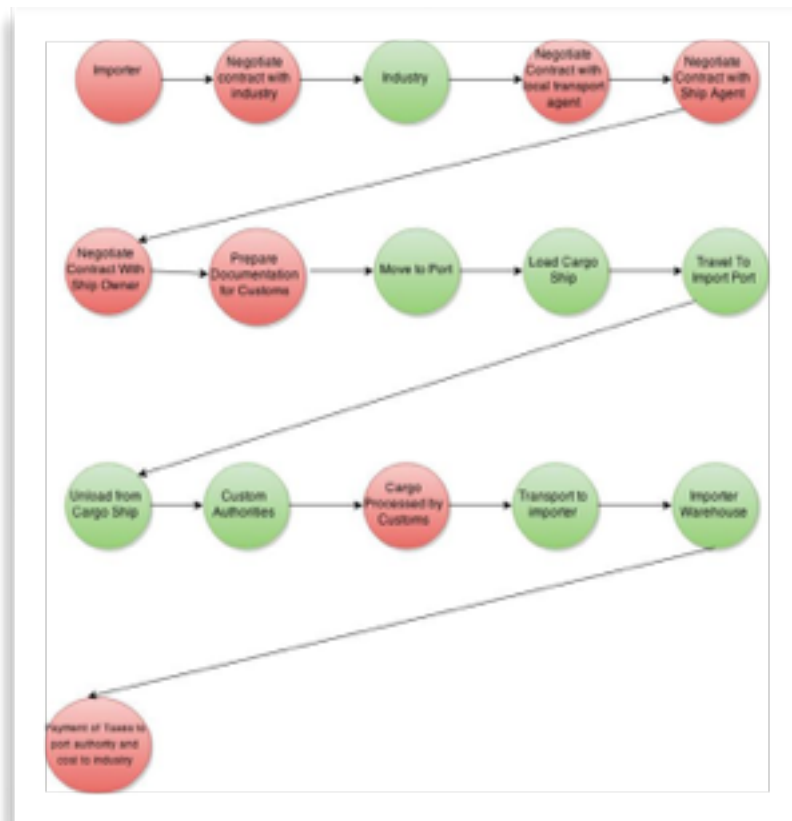 Importer
Negotiate
contract with
industry
Industry
Negotiate
Contract with
local transport
agent
Negotiate
Contract with
Ship Agent
Negotiate
Contract With
Ship Owner
Prepare
Documentation
for Customs
Move to Port
Load Cargo
Ship
Travel To
Import Port
Unload from
Cargo Ship
Custom
Authorities
Cargo
Processed by
Customs
Transport to
importer
Importer
Warehouse
Payment of Taxes to
port authority and
cost to industry